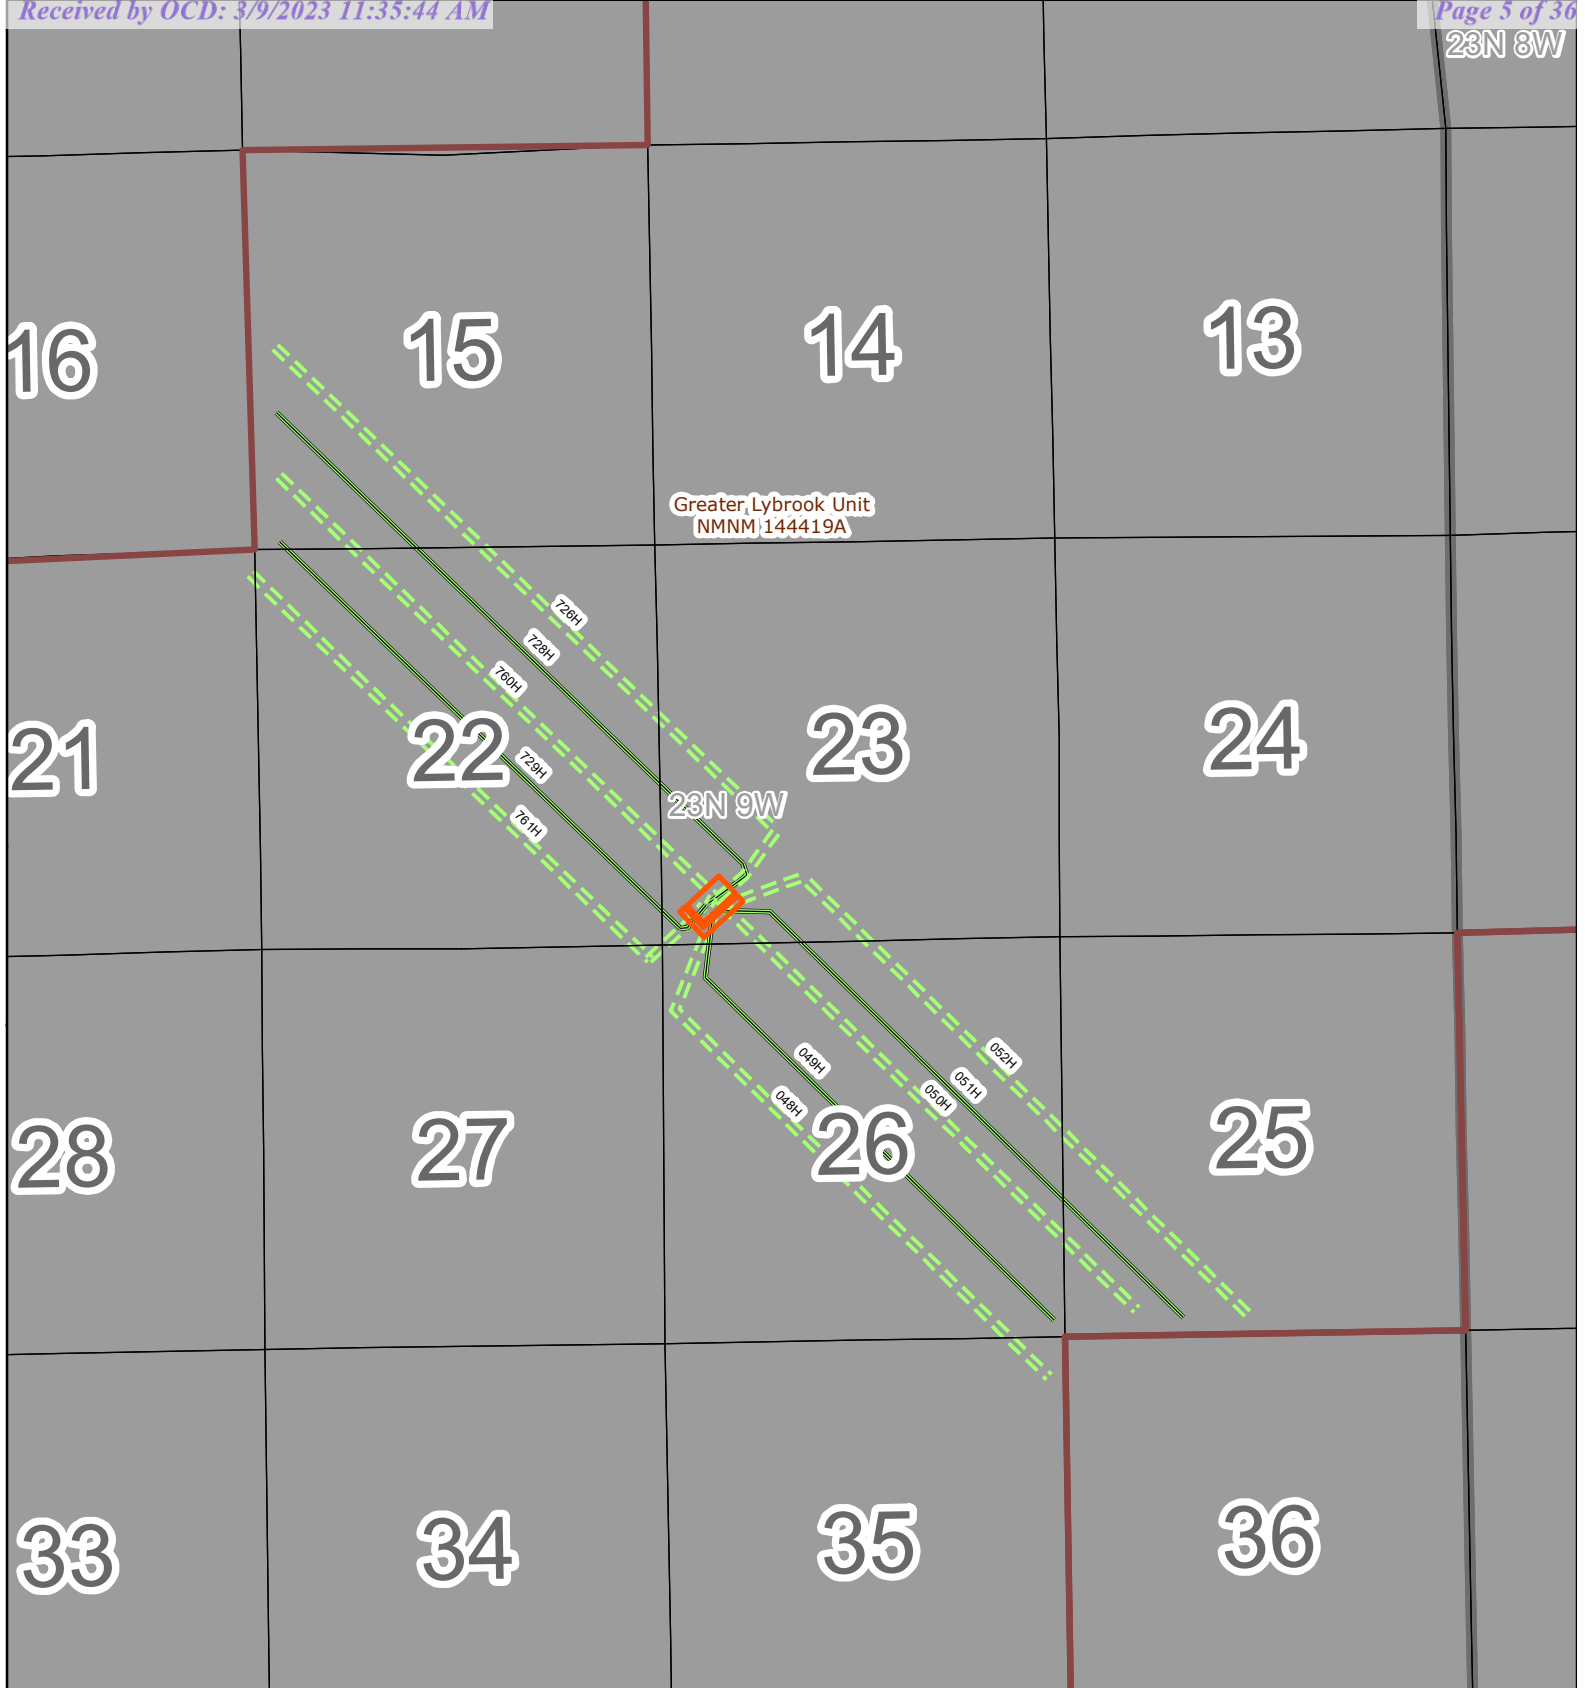 Received by OCD: 3/9/2023 11:35:44 AM
Page 5 of 36
23N 8W
16
15
14
13
Greater Lybrook Unit
NMNM 144419A
726H
728H
760H
21
22
23
24
729H
23N 9W
761H
049H
052H
051H
050H
048H
28
27
26
25
33
34
35
36